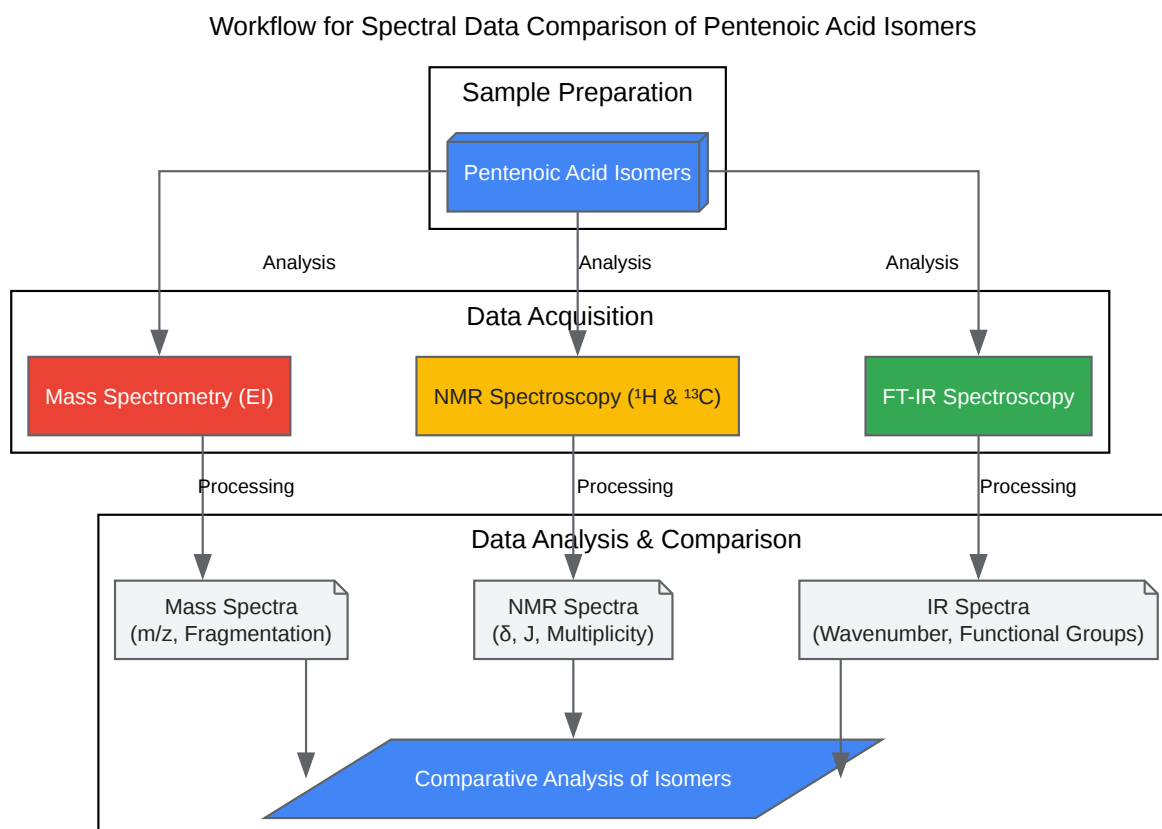 Workflow for Spectral Data Comparison of Pentenoic Acid Isomers
Sample Preparation
Pentenoic Acid Isomers
Analysis
Analysis
Analysis
Data Acquisition
Mass Spectrometry (EI)
NMR Spectroscopy (¹H & ¹³C)
FT-IR Spectroscopy
Processing
Processing
Processing
Data Analysis & Comparison
Mass Spectra
(m/z, Fragmentation)
NMR Spectra
(δ, J, Multiplicity)
IR Spectra
(Wavenumber, Functional Groups)
Comparative Analysis of Isomers